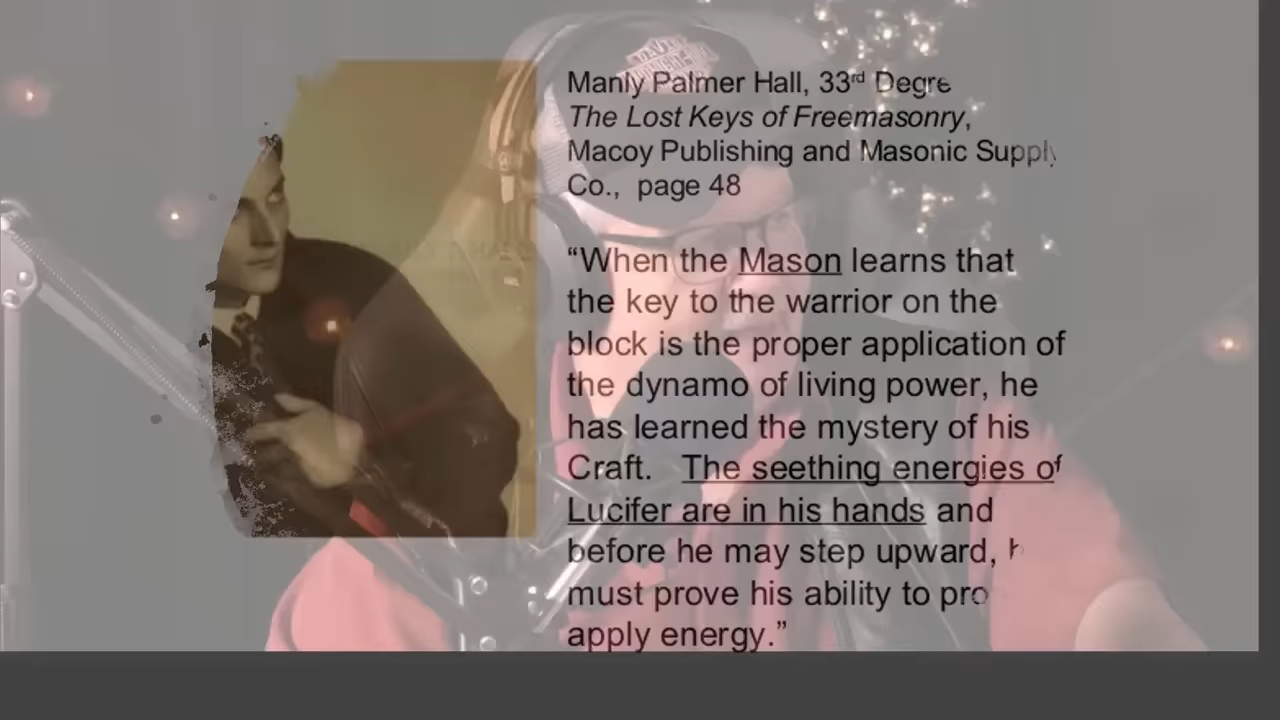 Manly Palmer Hall, 33rd Degre
The Lost Keys of Freemasonry,
Macoy Publishing and Masonic Supply
Co., page 48
“When the Mason learns that
the key to the warrior on the
block is the proper application of
the dynamo of living power, he
has learned the mystery of his
Craft. The seething energies of
Lucifer are in his hands and
before he may step upward, h
must prove his ability to pro
apply energy.”